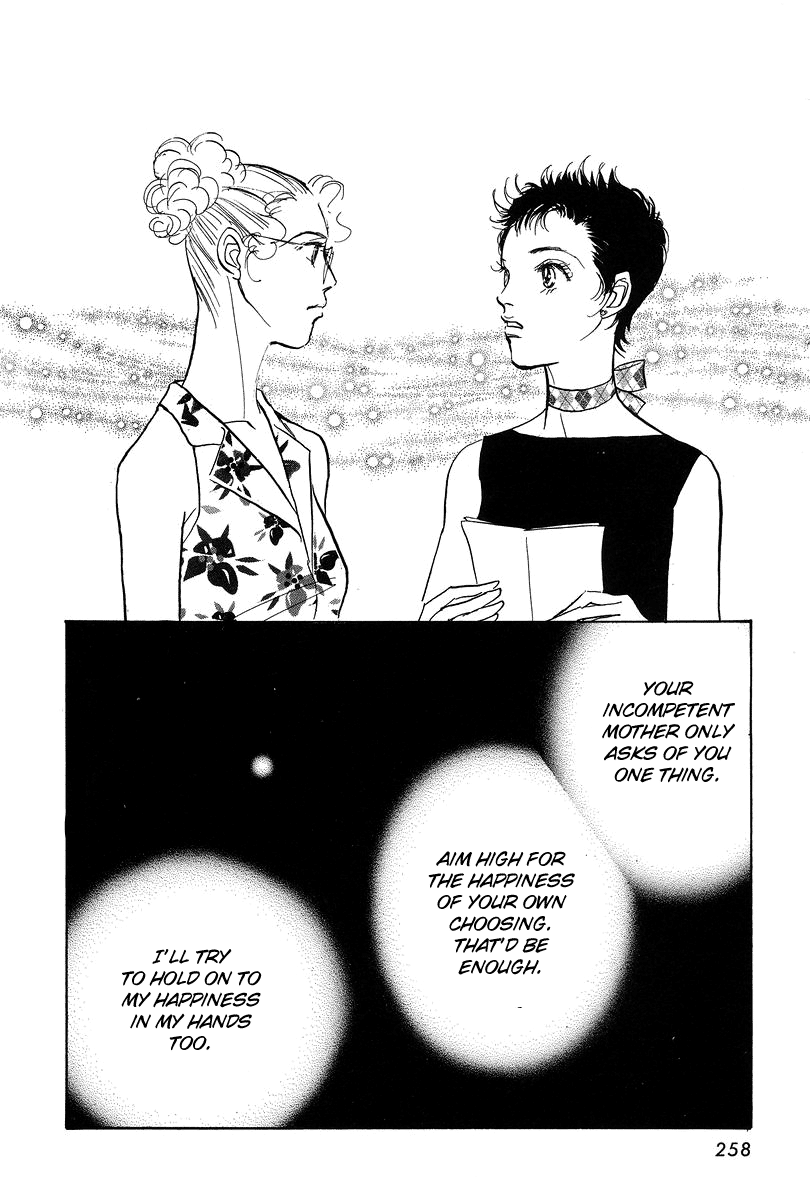 YOUR
INCOMPETENT
MOTHER ONLY
ASKS OF YOU
ONE THING.
AIM HIGH FOR
THE HAPPINESS
OF YOUR OWN
CHOOSING.
THAT'D BE
ENOUGH.
I'LL TRY
TO HOLD ON TO
MY HAPPINESS
IN MY HANDS
TOO.
258